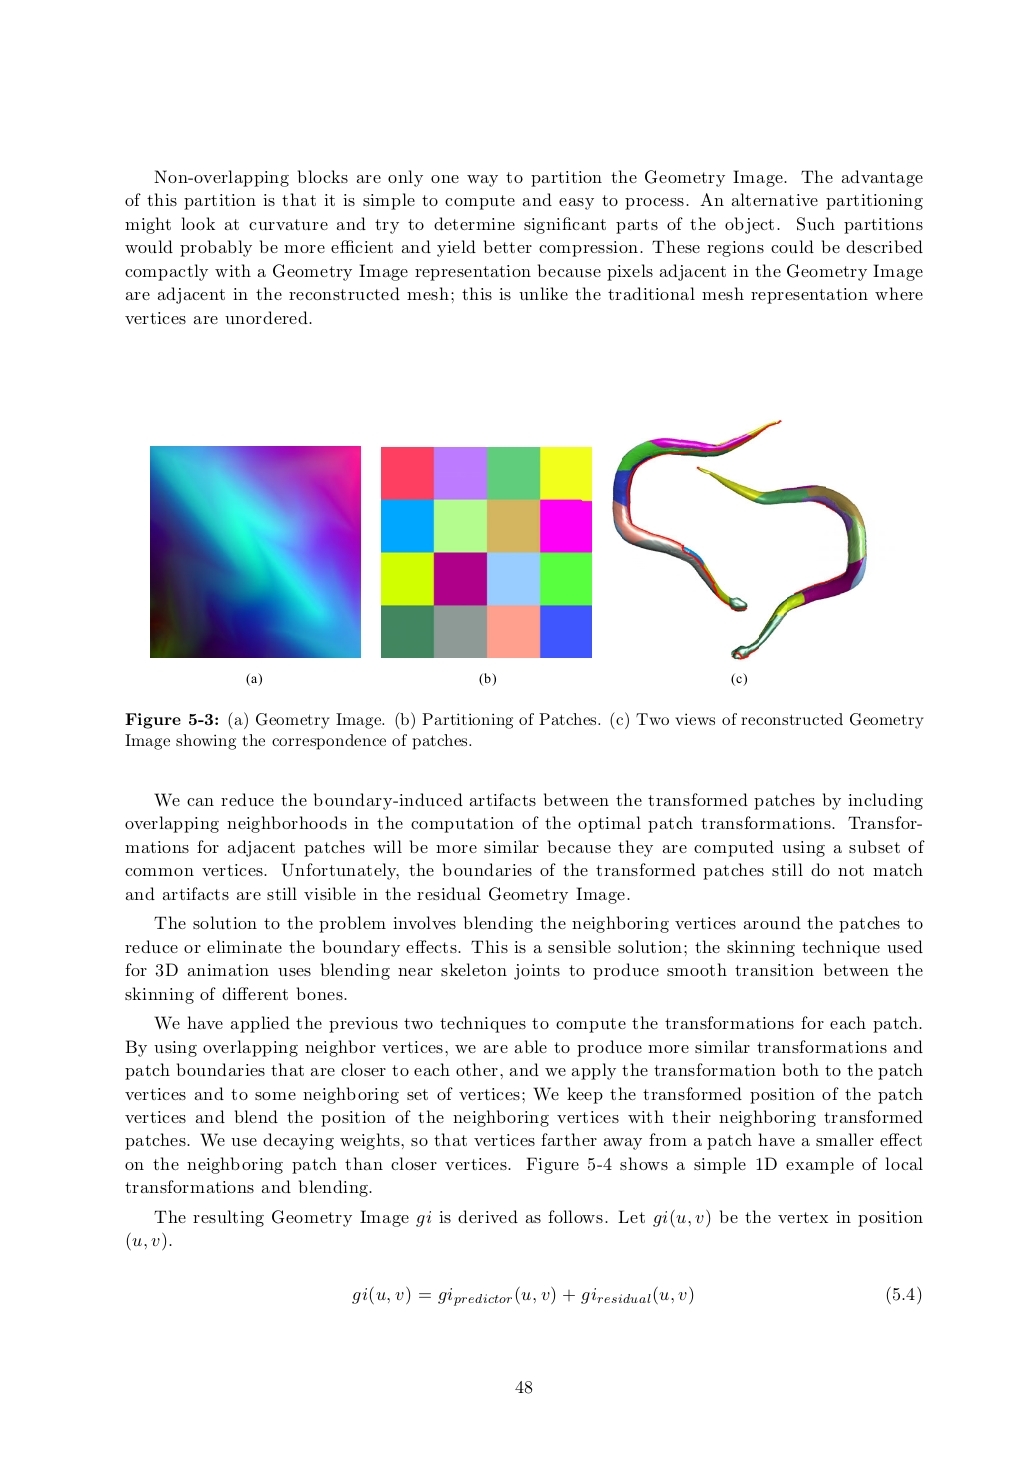 Non-overlapping blocks are only one way to partition the Geometry Image. The advantage
of this partition is that it is simple to compute and easy to process. An alternative partitioning
might look at curvature and try to determine significant parts of the object. Such partitions
would probably be more efficient and yield better compression. These regions could be described
compactly with a Geometry Image representation because pixels adjacent in the Geometry Image
are adjacent in the reconstructed mesh; this is unlike the traditional mesh representation where
vertices are unordered.
(a)
(b)
(c)
Figure 5-3: (a) Geometry Image. (b) Partitioning of Patches. (c) Two views of reconstructed Geometry
Image showing the correspondence of patches.
We can reduce the boundary-induced artifacts between the transformed patches by including
overlapping neighborhoods in the computation of the optimal patch transformations. Transfor-
mations for adjacent patches will be more similar because they are computed using a subset of
common vertices. Unfortunately, the boundaries of the transformed patches still do not match
and artifacts are still visible in the residual Geometry Image.
The solution to the problem involves blending the neighboring vertices around the patches to
reduce or eliminate the boundary effects. This is a sensible solution; the skinning technique used
for 3D animation uses blending near skeleton joints to produce smooth transition between the
skinning of different bones.
We have applied the previous two techniques to compute the transformations for each patch.
By using overlapping neighbor vertices, we are able to produce more similar transformations and
patch boundaries that are closer to each other, and we apply the transformation both to the patch
vertices and to some neighboring set of vertices; We keep the transformed position of the patch
vertices and blend the position of the neighboring vertices with their neighboring transformed
patches. We use decaying weights, so that vertices farther away from a patch have a smaller effect
on the neighboring patch than closer vertices. Figure 5-4 shows a simple 1D example of local
transformations and blending.
The resulting Geometry Image gi is derived as follows. Let gi(u, v) be the vertex in position
(u, v).
gi(u, v) = gi_predictor(u, v) + gi_residual(u, v) (5.4)
48